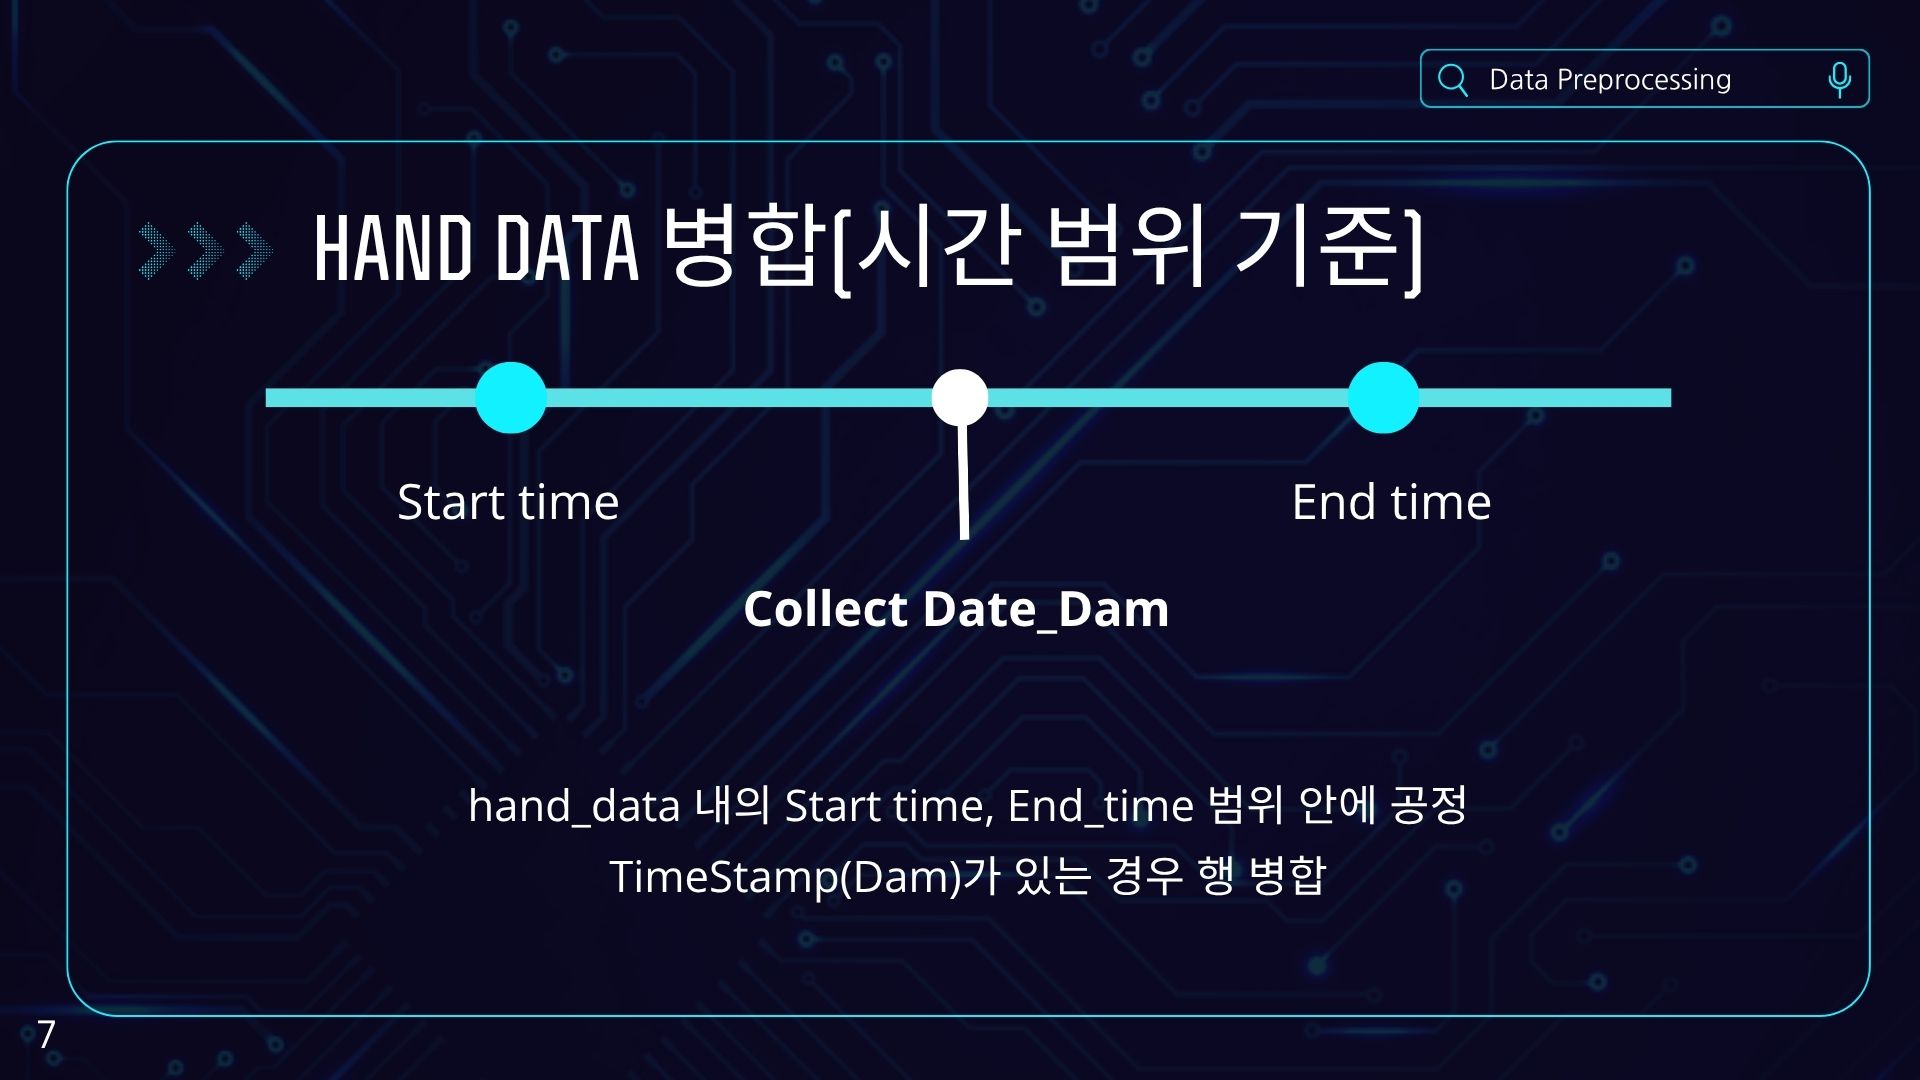 Data Preprocessing
HAND DATA 병합(시간 범위 기준)
Start time
End time
Collect Date_Dam
hand_data 내의 Start time, End_time 범위 안에 공정
TimeStamp(Dam)가 있는 경우 행 병합
7